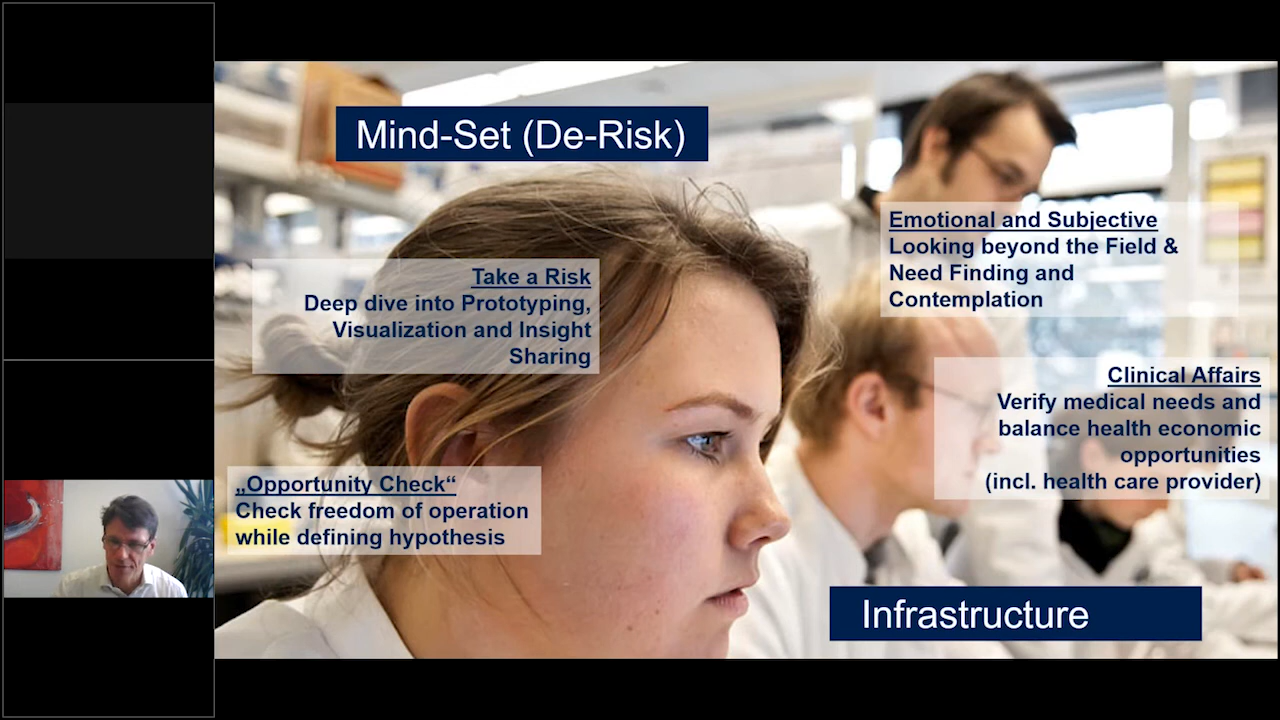 Mind-Set (De-Risk)
Take a Risk
Deep dive into Prototyping,
Visualization and Insight
Sharing
„Opportunity Check“
Check freedom of operation
while defining hypothesis
Emotional and Subjective
Looking beyond the Field &
Need Finding and
Contemplation
Clinical Affairs
Verify medical needs and
balance health economic
opportunities
(incl. health care provider)
Infrastructure